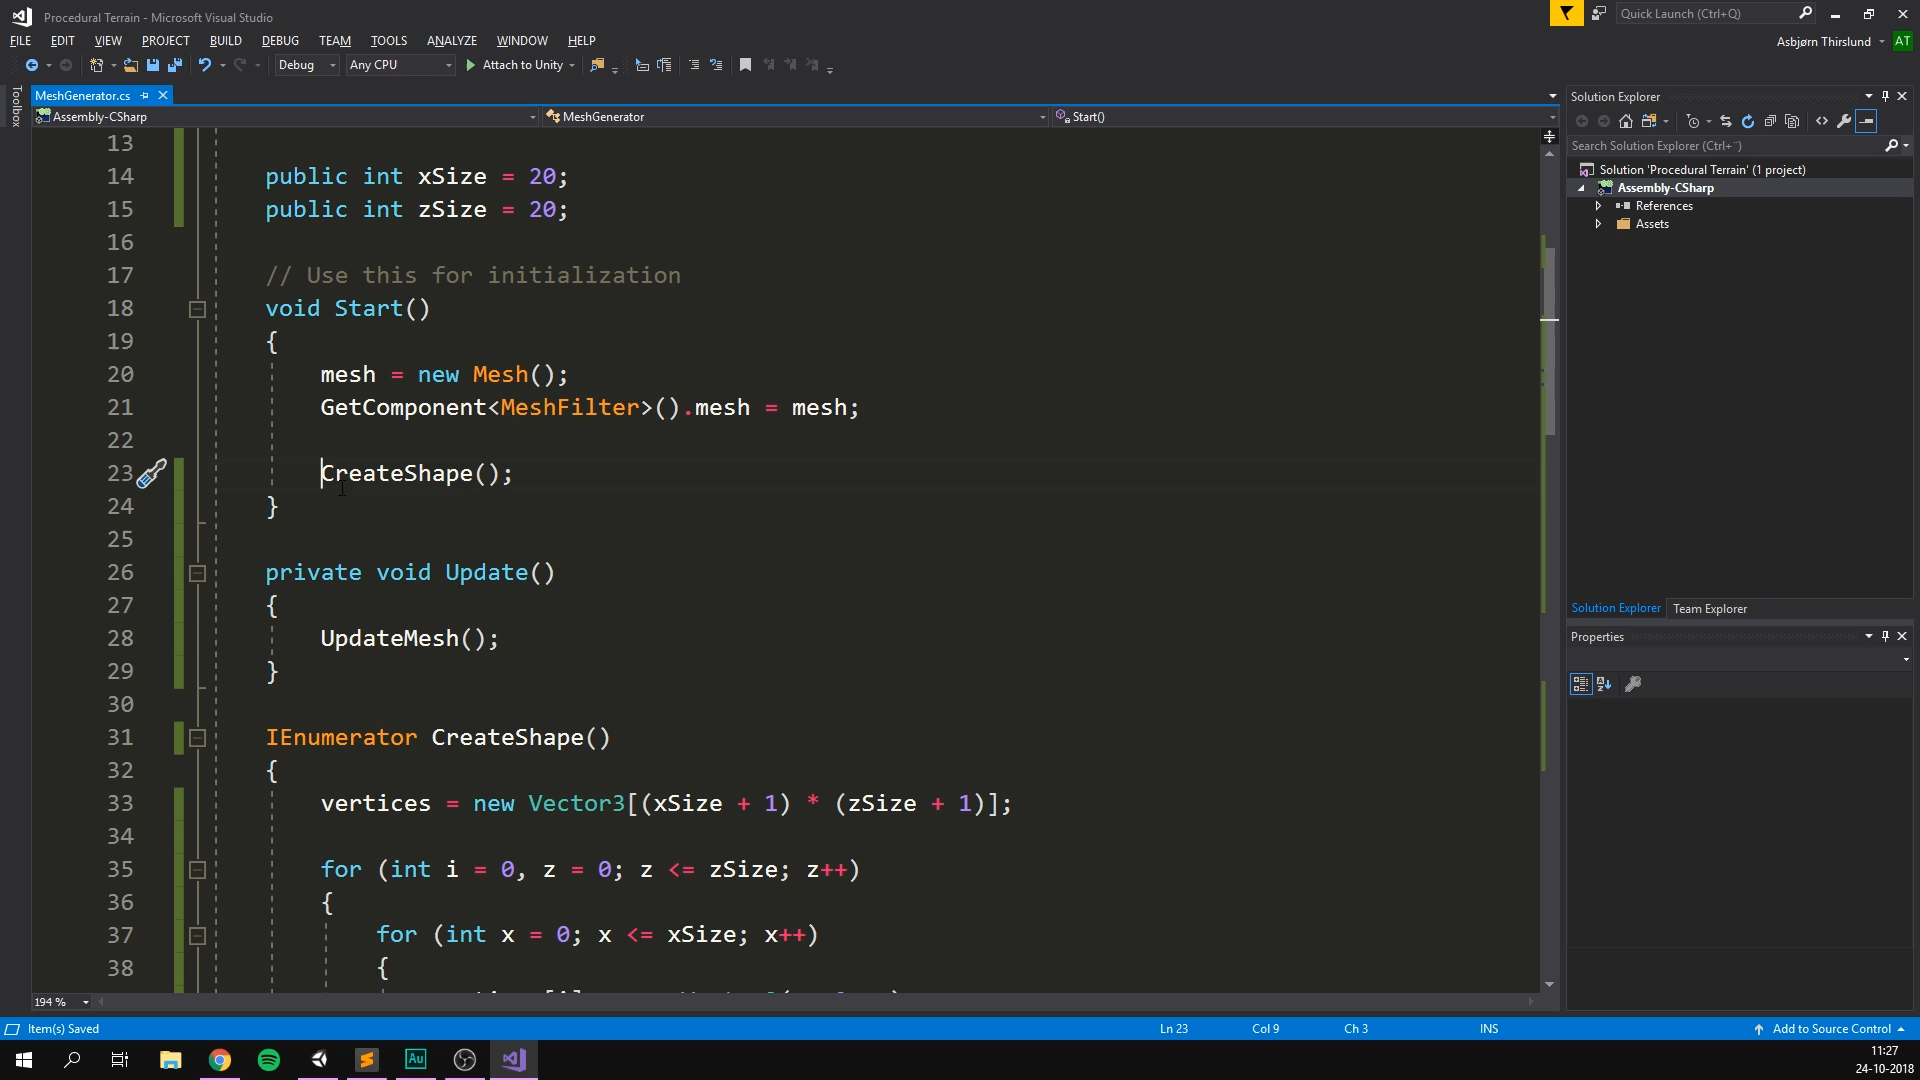 Procedural Terrain - Microsoft Visual Studio
Quick Launch (Ctrl+Q)
FILE EDIT VIEW PROJECT BUILD DEBUG TEAM TOOLS ANALYZE WINDOW HELP
Asbjørn Thirslund AT
Debug Any CPU Attach to Unity
Toolbox
MeshGenerator.cs
Assembly-CSharp MeshGenerator Start()
13
14 public int xSize = 20;
15 public int zSize = 20;
16
17 // Use this for initialization
18 void Start()
19 {
20 mesh = new Mesh();
21 GetComponent<MeshFilter>().mesh = mesh;
22
23 CreateShape();
24 }
25
26 private void Update()
27 {
28 UpdateMesh();
29 }
30
31 IEnumerator CreateShape()
32 {
33 vertices = new Vector3[(xSize + 1) * (zSize + 1)];
34
35 for (int i = 0, z = 0; z <= zSize; z++)
36 {
37 for (int x = 0; x <= xSize; x++)
38 {
194 %
Solution Explorer
Search Solution Explorer (Ctrl+¨)
Solution 'Procedural Terrain' (1 project)
Assembly-CSharp
References
Assets
Solution Explorer Team Explorer
Properties
Item(s) Saved Ln 23 Col 9 Ch 3 INS Add to Source Control
Au
11:27
24-10-2018